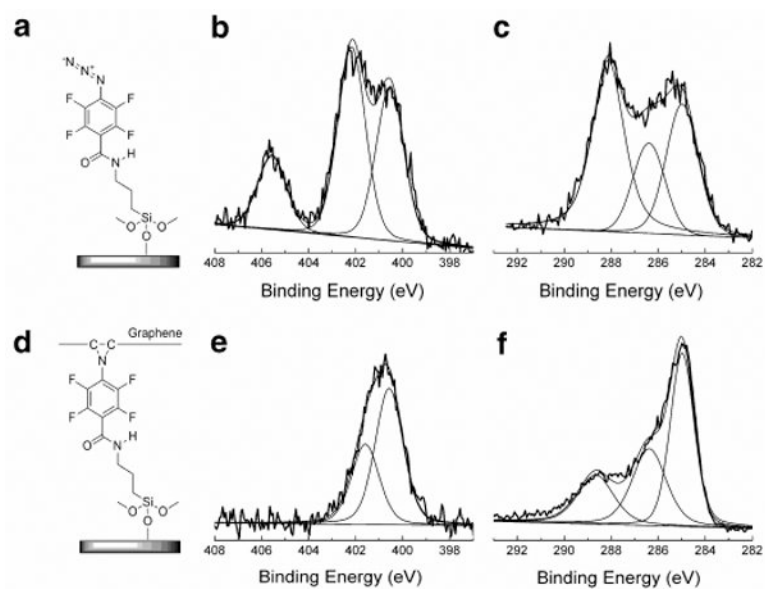 a
b
c
-N=N+=N
F
F
F
F
O
N
H
Si
O
O
O
408 406 404 402 400 398
Binding Energy (eV)
292 290 288 286 284 282
Binding Energy (eV)
d
e
f
Graphene
C C
N
F
F
F
F
O
N
H
Si
O
O
O
408 406 404 402 400 398
Binding Energy (eV)
292 290 288 286 284 282
Binding Energy (eV)